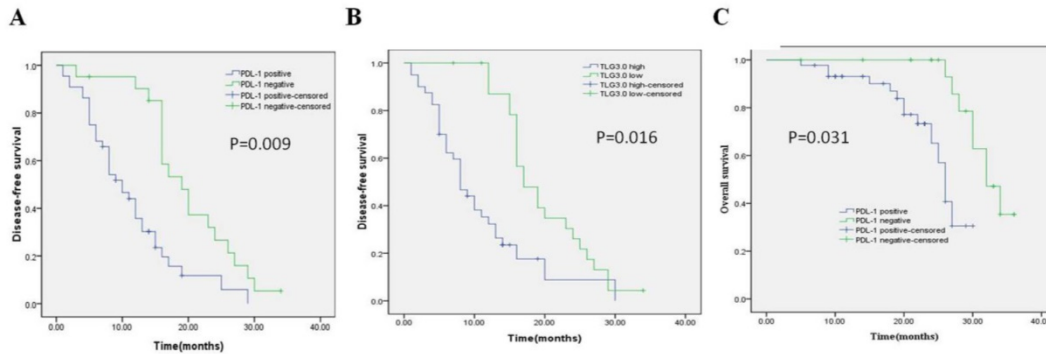 A
Disease-free survival
1.0
0.8
0.6
0.4
0.2
0.0
PDL-1 positive
PDL-1 negative
PDL-1 positive-censored
PDL-1 negative-censored
P=0.009
.00 10.00 20.00 30.00 40.00
Time(months)
B
Disease-free survival
1.0
0.8
0.6
0.4
0.2
0.0
TLG3.0 high
TLG3.0 low
TLG3.0 high-censored
TLG3.0 low-censored
P=0.016
.00 10.00 20.00 30.00 40.00
Time(months)
C
Overall survival
1.0
0.8
0.6
0.4
0.2
0.0
P=0.031
PDL-1 positive
PDL-1 negative
PDL-1 positive-censored
PDL-1 negative-censored
.00 10.00 20.00 30.00 40.00
Time(months)